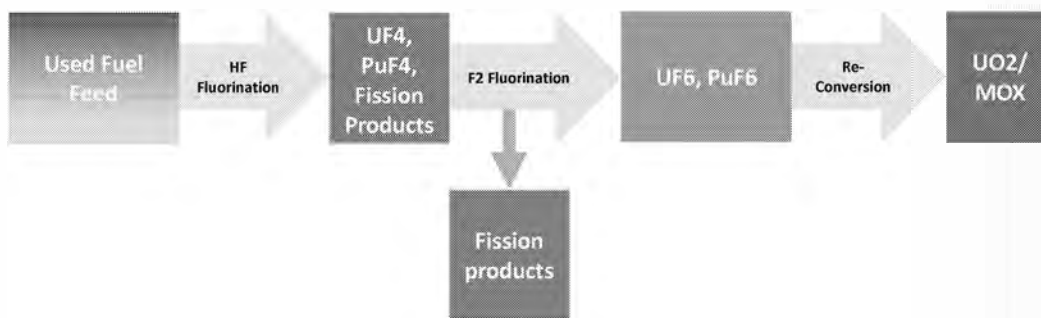 Used Fuel
Feed
HF
Fluorination
UF4,
PuF4,
Fission
Products
F2 Fluorination
UF6, PuF6
Re-
Conversion
UO2/
MOX
Fission
products